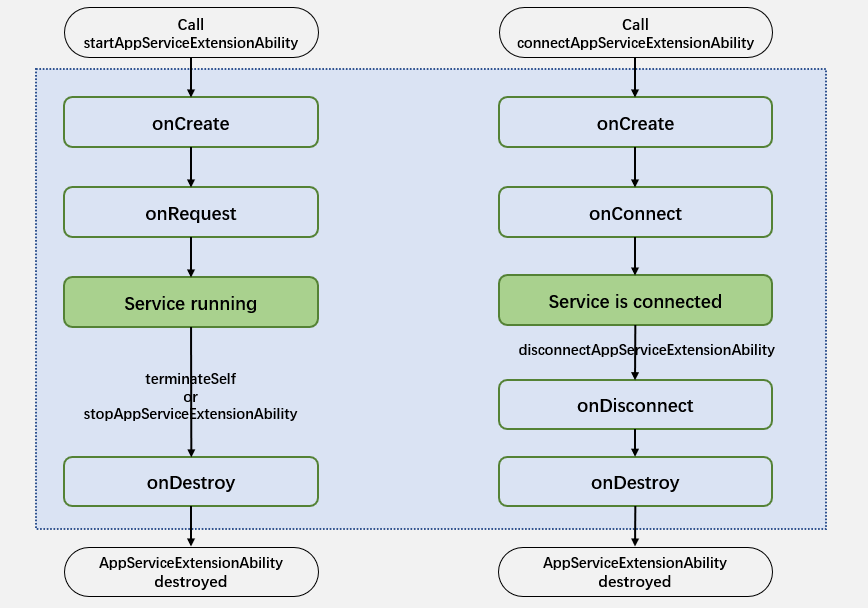 Call
startAppServiceExtensionAbility
onCreate
onRequest
Service running
terminateSelf
or
stopAppServiceExtensionAbility
onDestroy
AppServiceExtensionAbility
destroyed
Call
connectAppServiceExtensionAbility
onCreate
onConnect
Service is connected
disconnectAppServiceExtensionAbility
onDisconnect
onDestroy
AppServiceExtensionAbility
destroyed